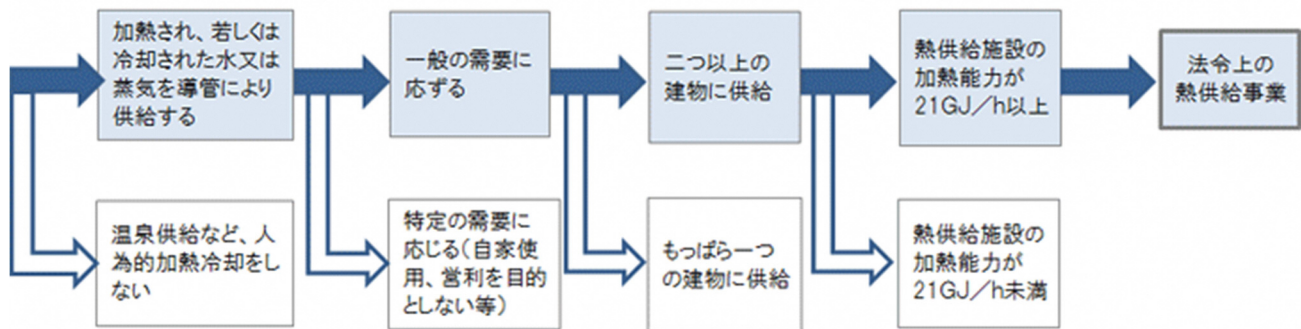 加熱され、若しくは
冷却された水又は
蒸気を導管により
供給する
一般の需要に
応ずる
二つ以上の
建物に供給
熱供給施設の
加熱能力が
21GJ／h以上
法令上の
熱供給事業
温泉供給など、人
為的加熱冷却をし
ない
特定の需要に
応じる（自家使
用、営利を目的
としない等）
もっぱら一つ
の建物に供給
熱供給施設の
加熱能力が
21GJ／h未満